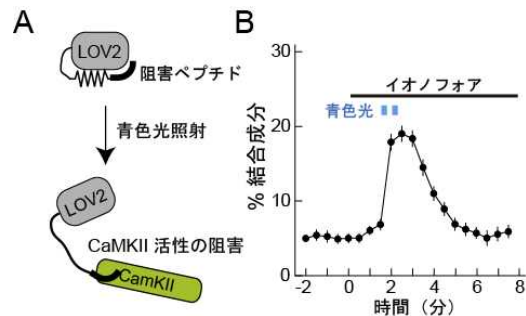 A
LOV2
阻害ペプチド
青色光照射
LOV2
CaMKII 活性の阻害
CamKII
B
イオノフォア
青色光
% 結合成分
30
20
10
0
-2 0 2 4 6 8
時間（分）